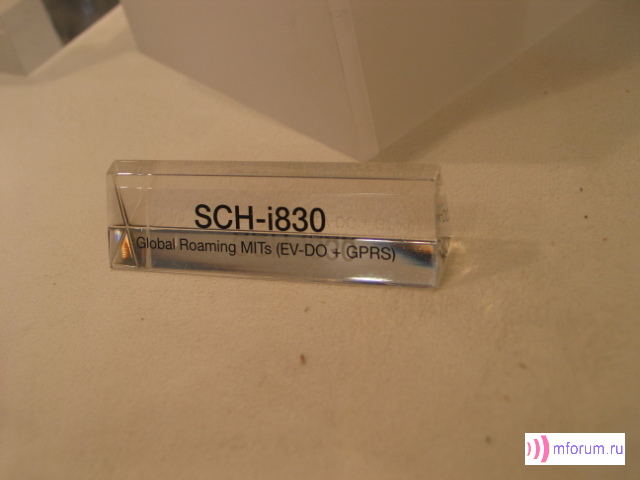 SCH-i830
Global Roaming MITs (EV-DO + GPRS)
mforum.ru